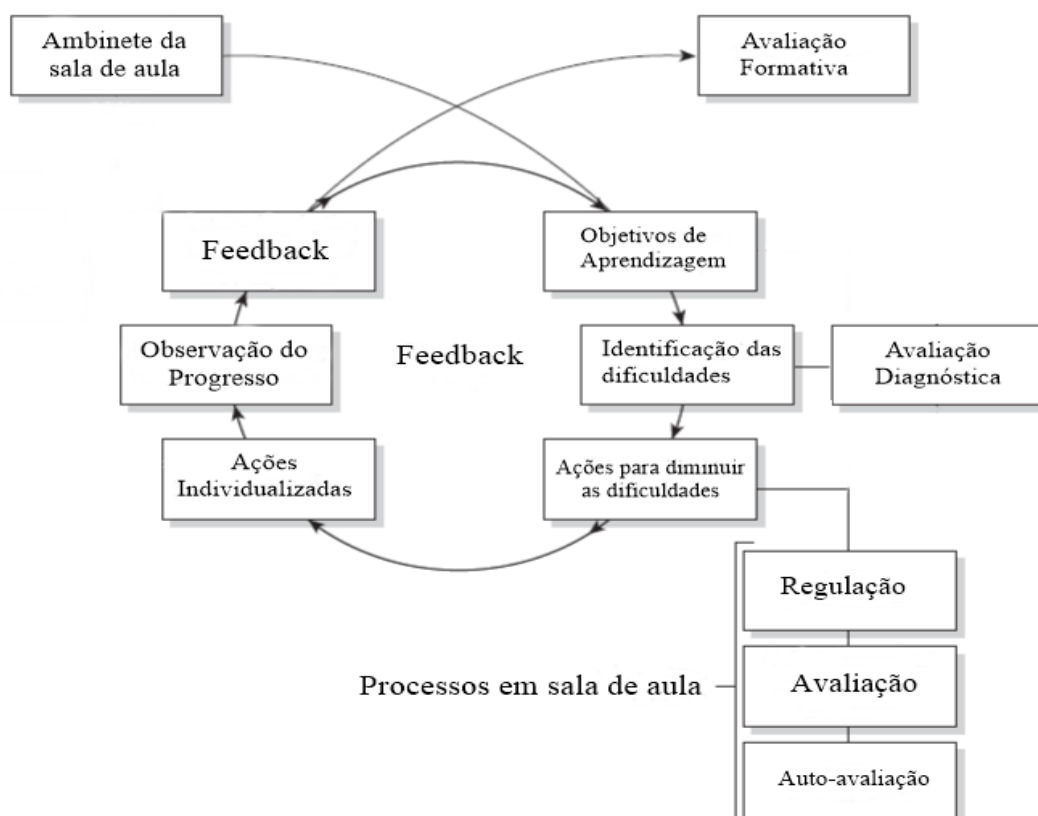 Ambinete da
sala de aula
Avaliação
Formativa
Feedback
Objetivos de
Aprendizagem
Observação do
Progresso
Feedback
Identificação das
dificuldades
Avaliação
Diagnóstica
Ações
Individualizadas
Ações para diminuir
as dificuldades
Regulação
Processos em sala de aula
Avaliação
Auto-avaliação